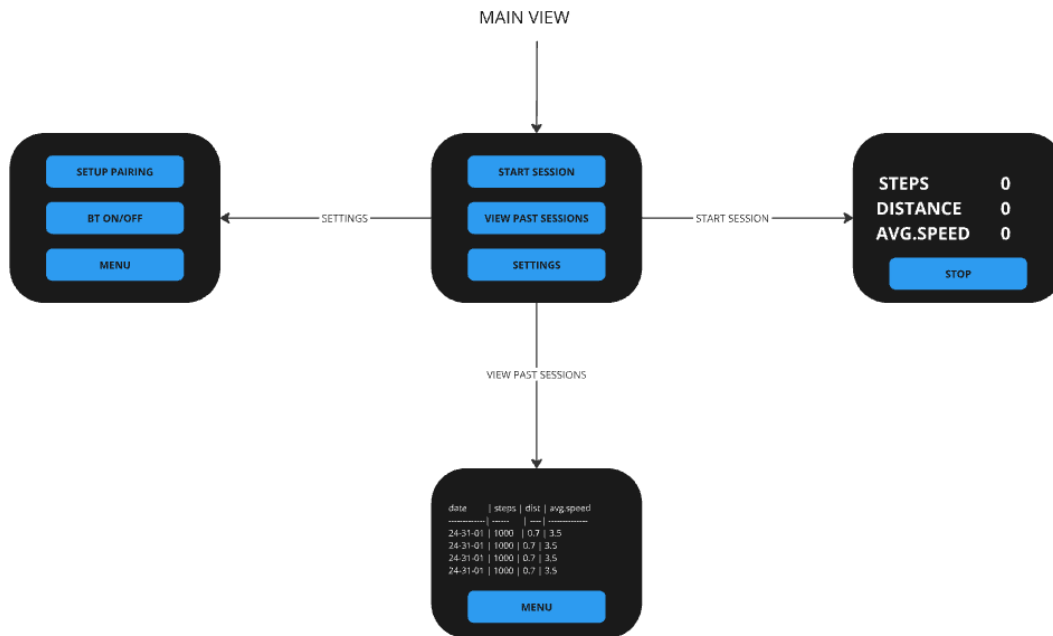 MAIN VIEW
SETUP PAIRING
BT ON/OFF
MENU
SETTINGS
START SESSION
VIEW PAST SESSIONS
SETTINGS
START SESSION
STEPS 0
DISTANCE 0
AVG.SPEED 0
STOP
VIEW PAST SESSIONS
date | steps | dist | avg.speed
-------------| ------ | ----| --------------
24-31-01 | 1000 | 0.7 | 3.5
24-31-01 | 1000 | 0.7 | 3.5
24-31-01 | 1000 | 0.7 | 3.5
24-31-01 | 1000 | 0.7 | 3.5
MENU